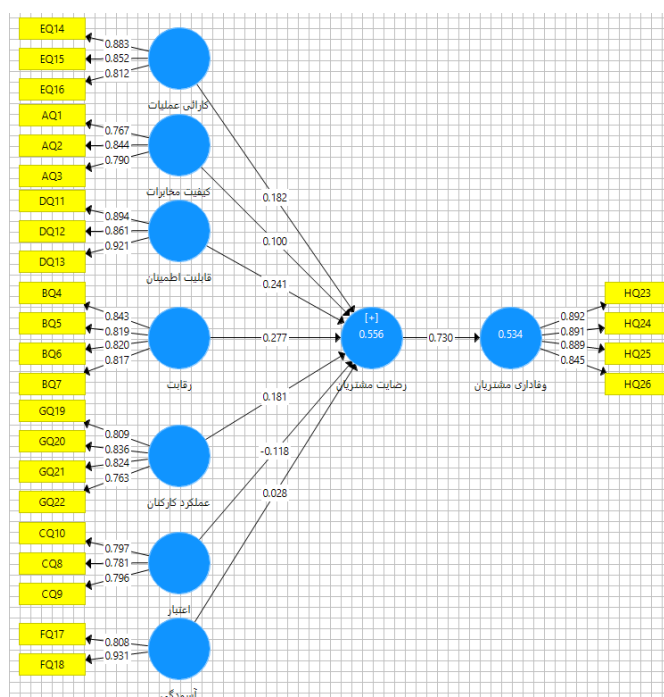 EQ14
0.883
EQ15
0.852
EQ16
0.812
کارائی عملیات
AQ1
0.767
AQ2
0.844
AQ3
0.790
کیفیت مخابرات
DQ11
0.894
DQ12
0.861
DQ13
0.921
قابلیت اطمینان
BQ4
0.843
BQ5
0.819
BQ6
0.820
BQ7
0.817
رقابت
GQ19
0.809
GQ20
0.836
GQ21
0.824
GQ22
0.763
عملکرد کارکنان
CQ10
0.797
CQ8
0.781
CQ9
0.796
اعتبار
FQ17
0.808
FQ18
0.931
آسودگی
0.182
0.100
0.241
0.277
0.181
-0.118
0.028
[+]
0.556
رضایت مشتریان
0.730
0.534
وفاداری مشتریان
0.892
HQ23
0.891
HQ24
0.889
HQ25
0.845
HQ26